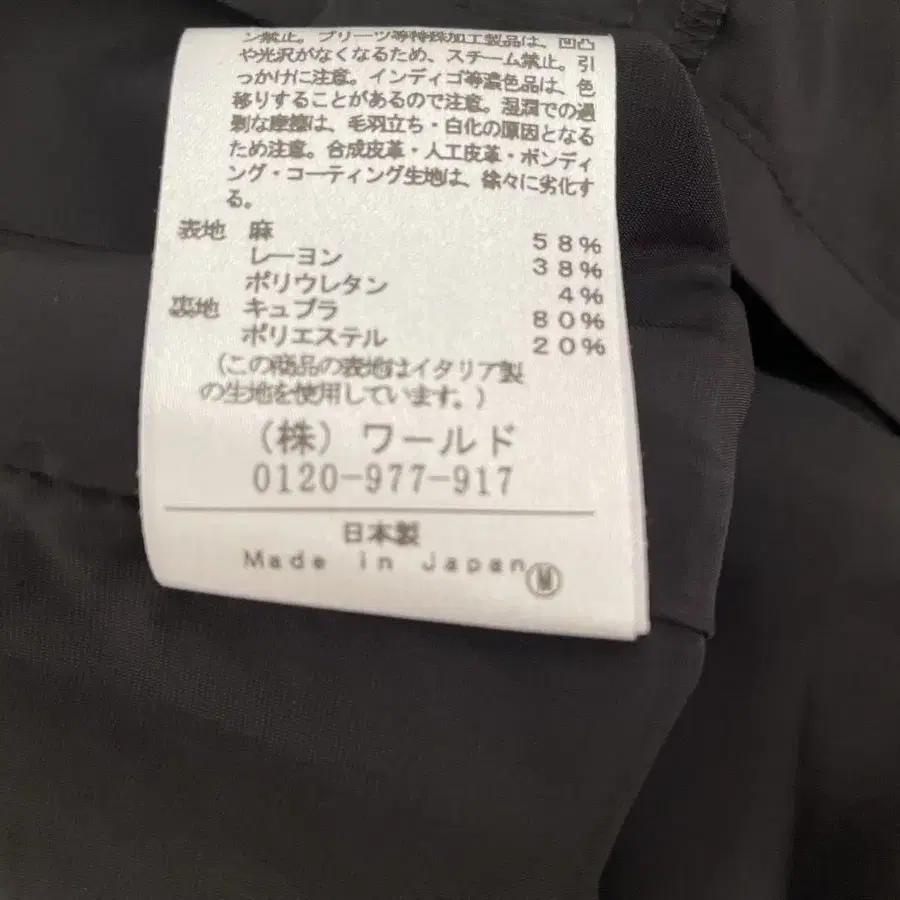 ン禁止。プリーツ等特殊加工製品は、凹凸
や光沢がなくなるため、スチーム禁止。引
っかけに注意。インディゴ等濃色品は、色
移りすることがあるので注意。湿潤での過
剰な摩擦は、毛羽立ち・白化の原因となる
ため注意。合成皮革・人工皮革・ボンディ
ング・コーティング生地は、徐々に劣化す
る。
表地 麻 58%
レーヨン 38%
ポリウレタン 4%
裏地 キュプラ 80%
ポリエステル 20%
(この商品の表地はイタリア製
の生地を使用しています。)
(株) ワールド
0120-977-917
日本製
Made in Japan Ⓜ